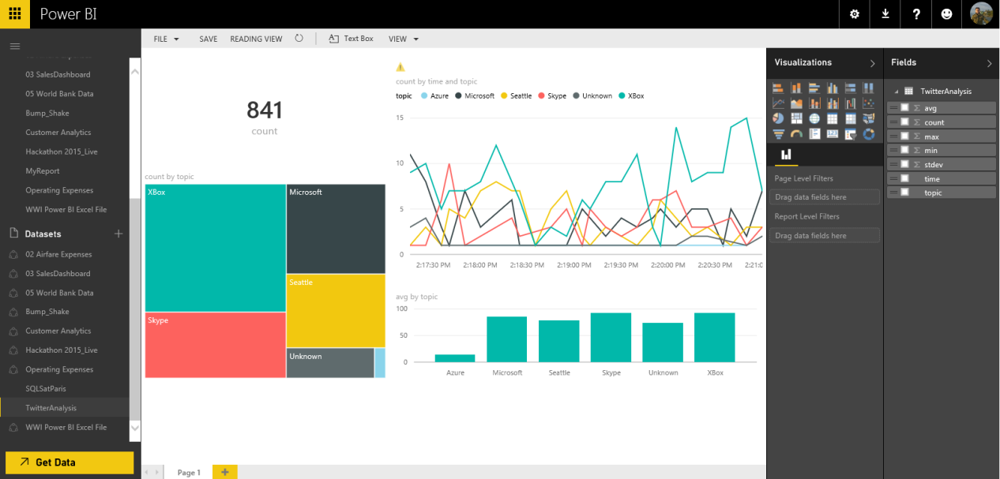 Power BI
FILE SAVE READING VIEW Text Box VIEW
03 SalesDashboard
05 World Bank Data
Bump_Shake
Customer Analytics
Hackathon 2015_Live
MyReport
Operating Expenses
WWI Power BI Excel File
Datasets
02 Airfare Expenses
03 SalesDashboard
05 World Bank Data
Bump_Shake
Customer Analytics
Hackathon 2015_Live
Operating Expenses
SQLSatParis
TwitterAnalysis
WWI Power BI Excel File
Get Data
841
count
count by topic
XBox
Microsoft
Seattle
Skype
Unknown
count by time and topic
topic Azure Microsoft Seattle Skype Unknown XBox
15
10
5
0
2:17:30 PM 2:18:00 PM 2:18:30 PM 2:19:00 PM 2:19:30 PM 2:20:00 PM 2:20:30 PM
avg by topic
100
50
0
Azure Microsoft Seattle Skype Unknown XBox
Page 1
Visualizations
Page Level Filters
Drag data fields here
Report Level Filters
Drag data fields here
Fields
TwitterAnalysis
avg
count
max
min
stdev
time
topic